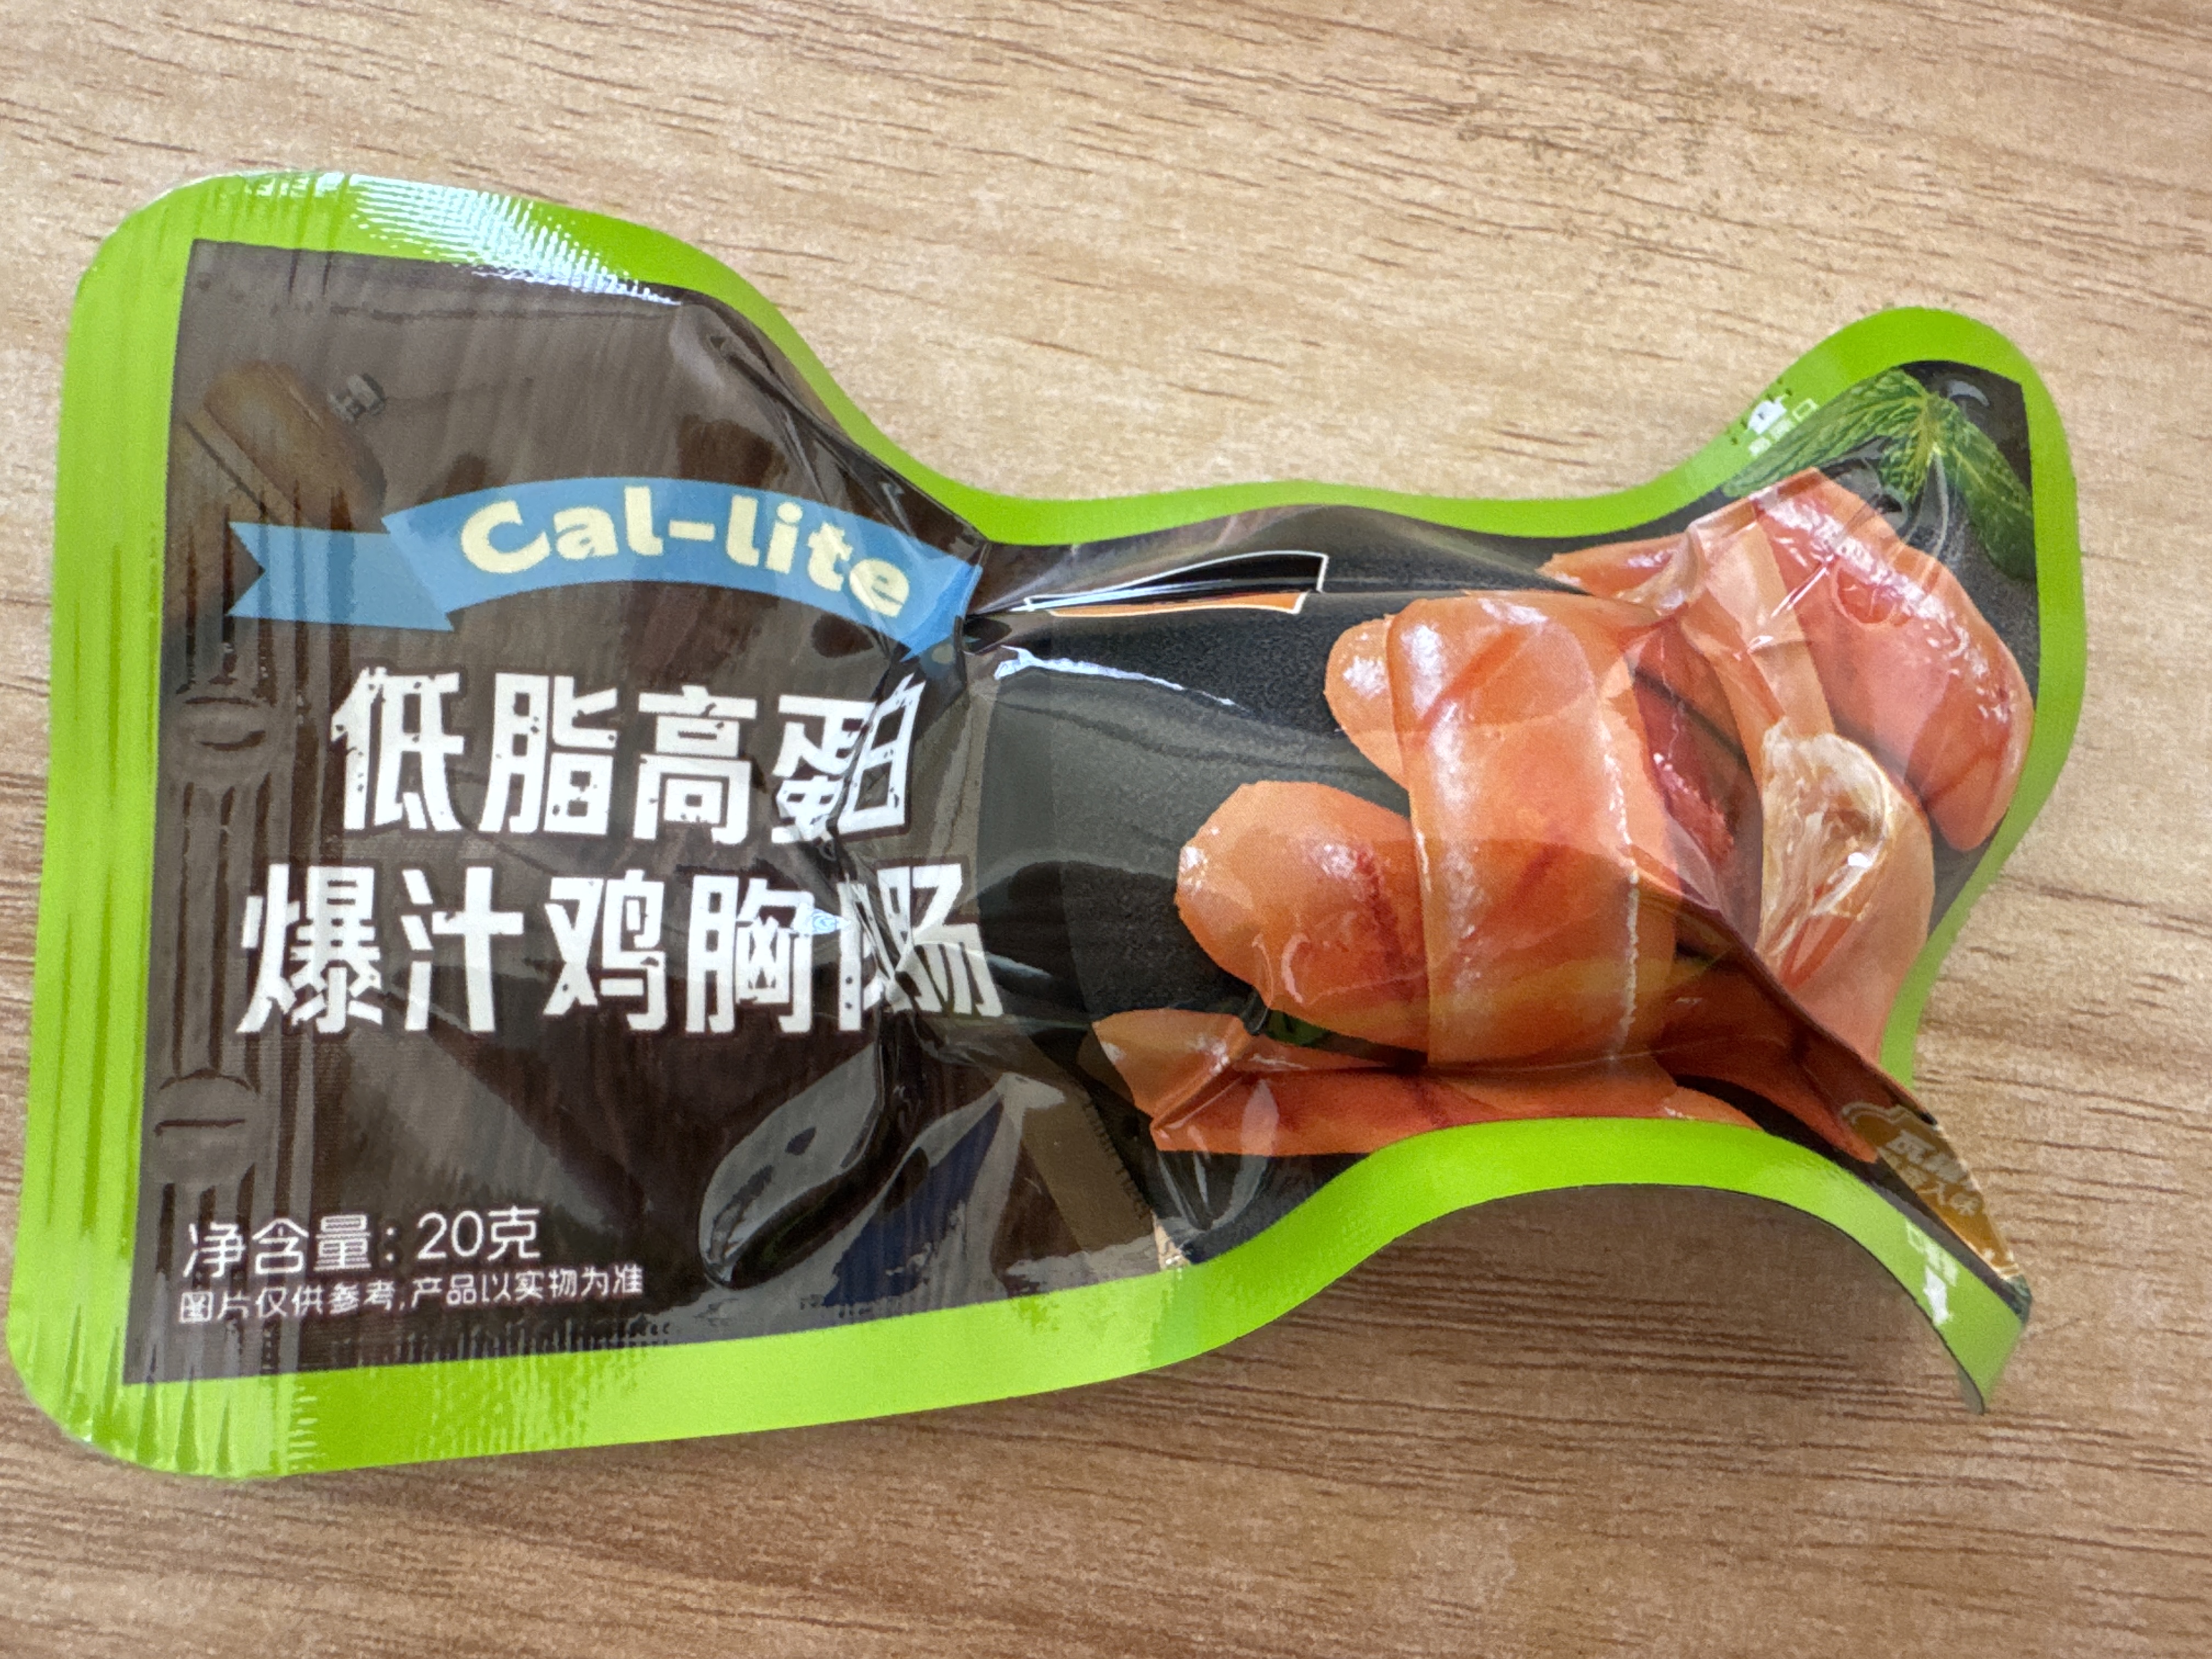 Cal-lite
低脂高蛋白
爆汁鸡胸肉肠
净含量: 20克
图片仅供参考,产品以实物为准